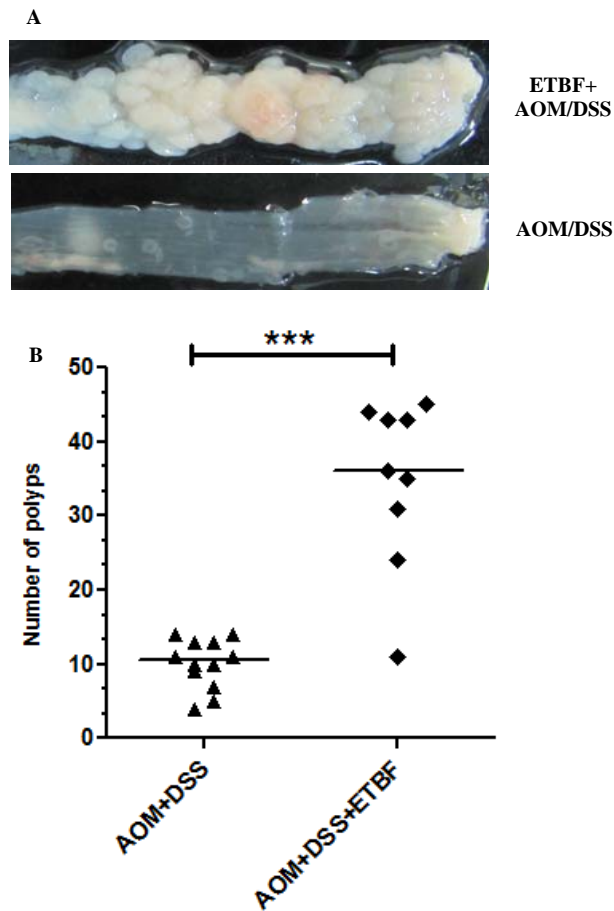 A
ETBF+
AOM/DSS
AOM/DSS
B
***
50
40
30
20
10
0
Number of polyps
AOM+DSS
AOM+DSS+ETBF